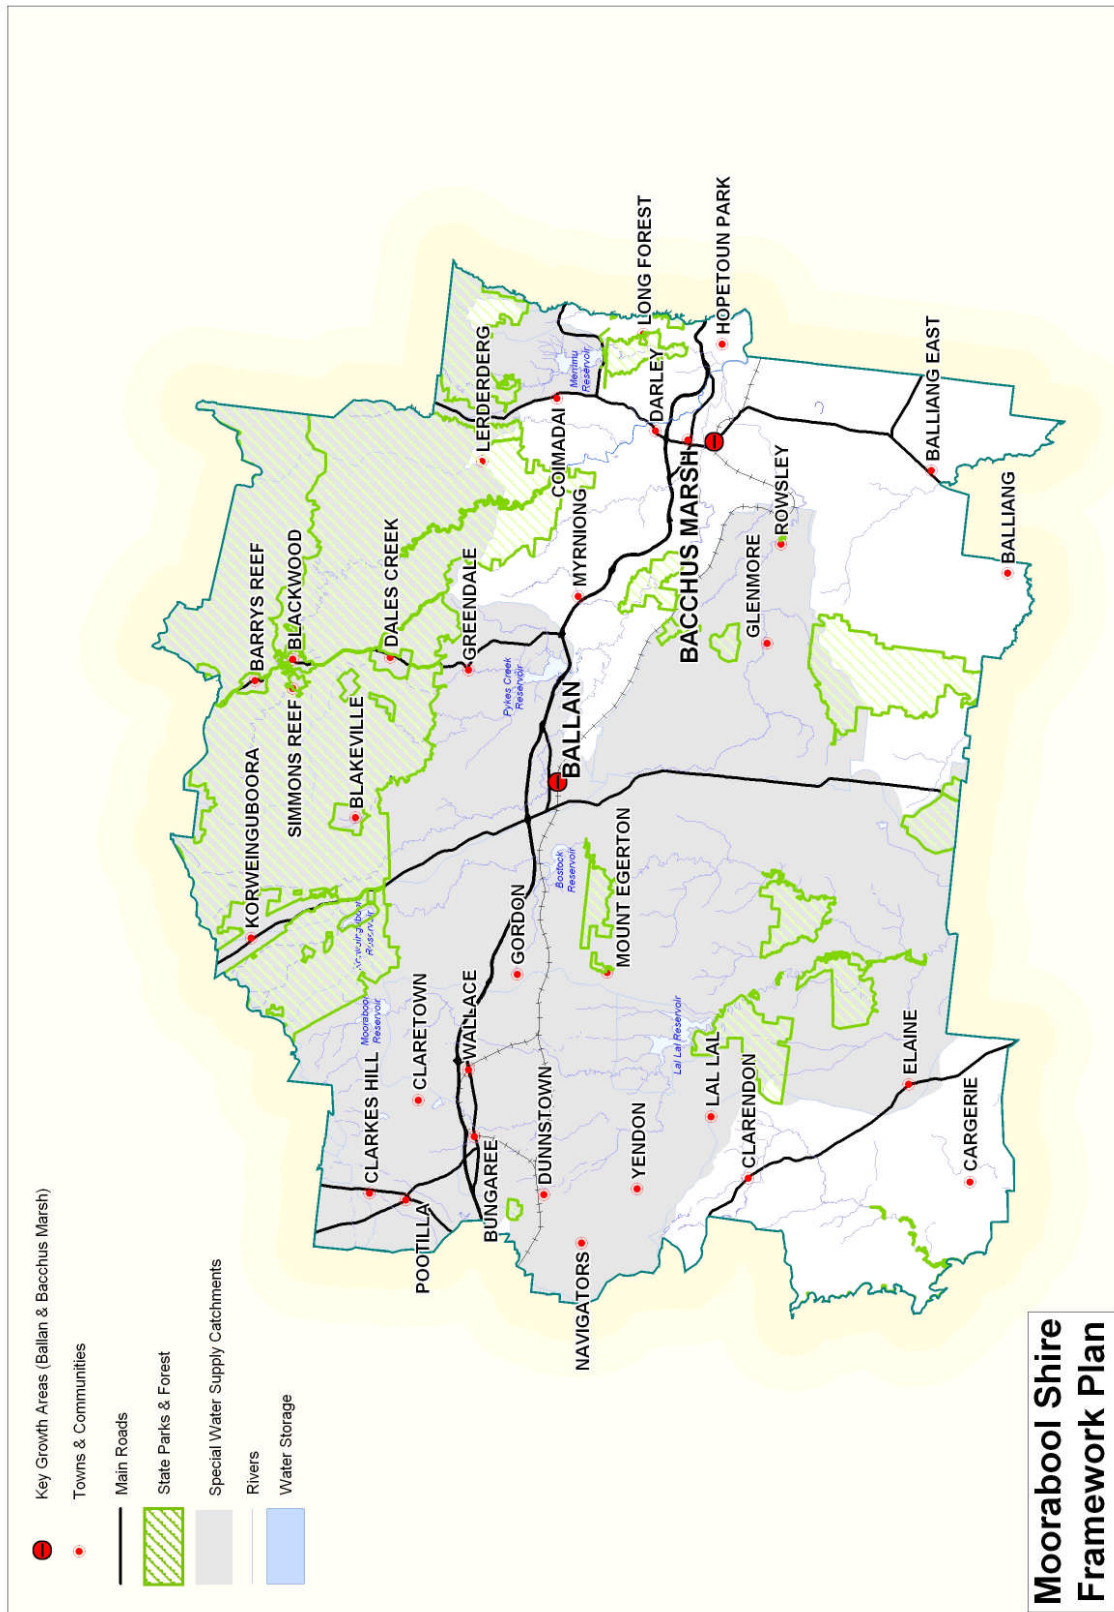 Key Growth Areas (Ballan & Bacchus Marsh)
Towns & Communities
Main Roads
State Parks & Forest
Special Water Supply Catchments
Rivers
Water Storage
BARRYS REEF
BLACKWOOD
KORWEINGUBOORA
SIMMONS REEF
DALES CREEK
BLAKEVILLE
LERDERDERG
GREENDALE
Moorabool
Reservoir
CLARKES HILL
CLARETOWN
POOTILLA
WALLACE
BUNGAREE
GORDON
Pykes Creek
Reservoir
COIMADAI
Merrimu
Reservoir
LONG FOREST
DARLEY
HOPETOUN PARK
MYRNIONG
BALLAN
Bostock
Reservoir
BACCHUS MARSH
DUNNSTOWN
MOUNT EGERTON
NAVIGATORS
YENDON
GLENMORE
ROWSLEY
Lal Lal Reservoir
LAL LAL
CLARENDON
ELAINE
CARGERIE
BALLIANG EAST
BALLIANG
Moorabool Shire
Framework Plan